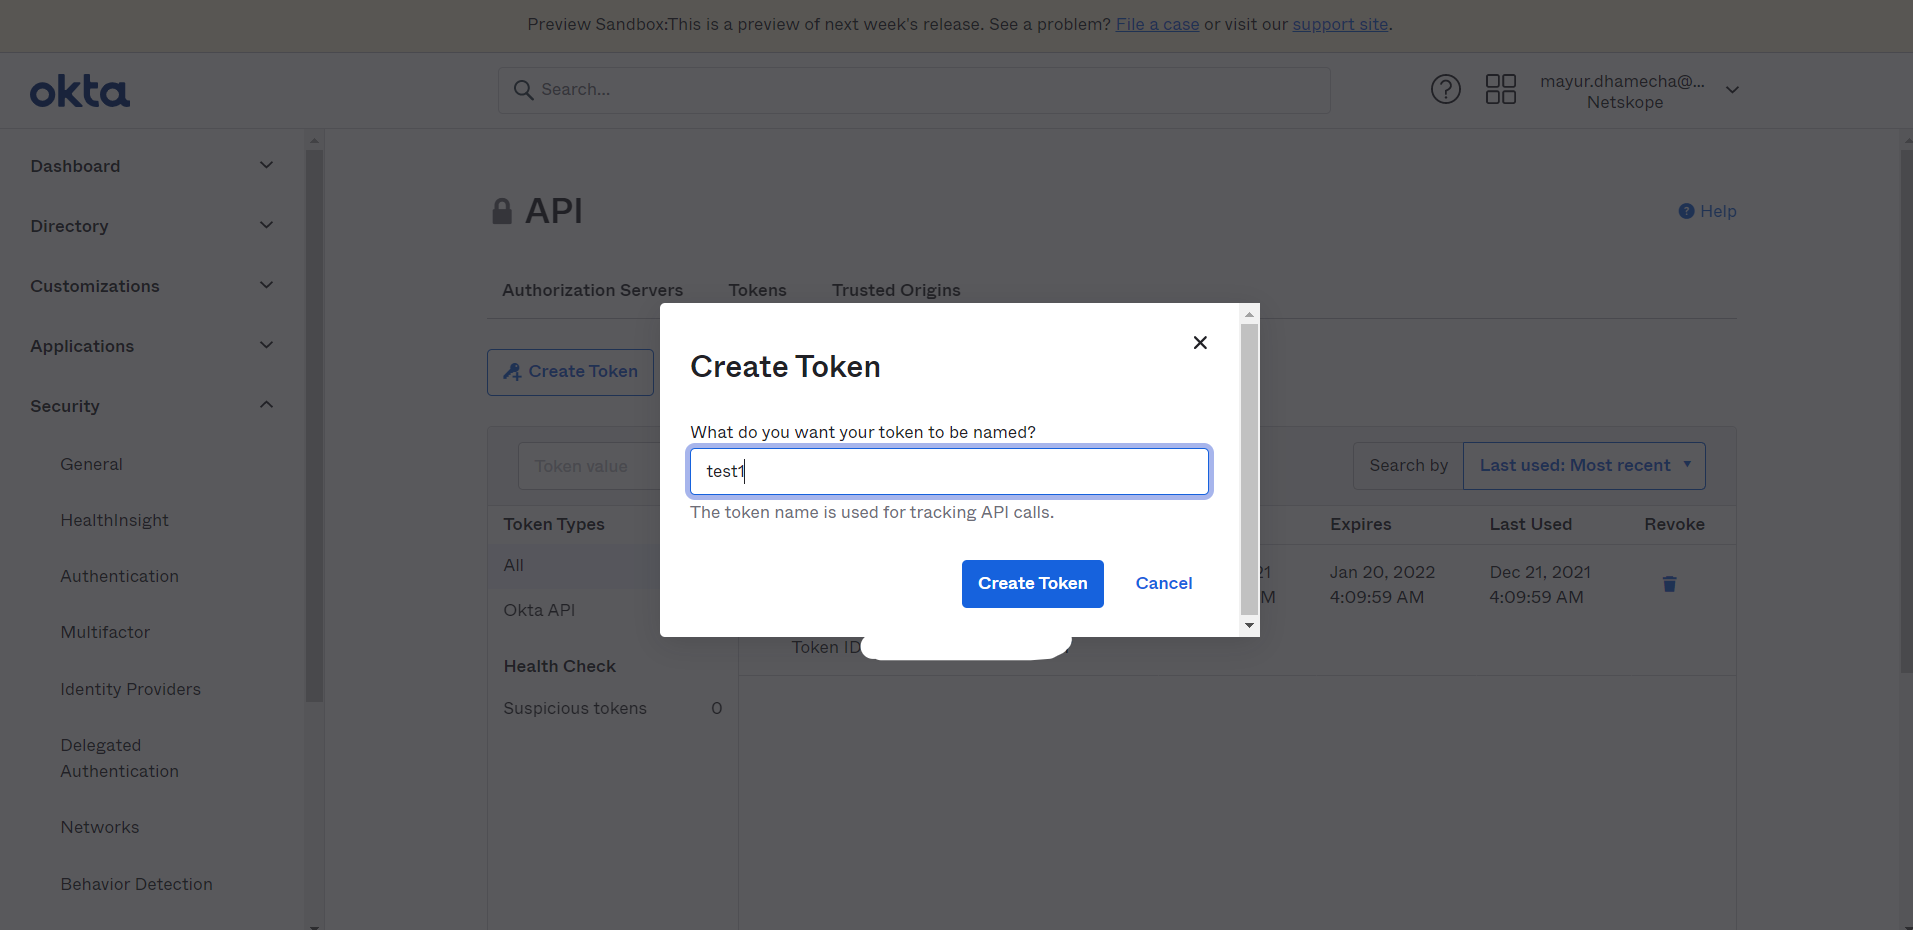 Preview Sandbox:This is a preview of next week's release. See a problem? File a case or visit our support site.
okta
Search...
mayur.dhamecha@...
Netskope
Dashboard
Directory
Customizations
Applications
Security
General
HealthInsight
Authentication
Multifactor
Identity Providers
Delegated
Authentication
Networks
Behavior Detection
API
Help
Authorization Servers Tokens Trusted Origins
Create Token
Token value
Search by Last used: Most recent
Token Types
All
Okta API
Health Check
Suspicious tokens 0
Expires Last Used Revoke
21 Jan 20, 2022 Dec 21, 2021
M 4:09:59 AM 4:09:59 AM
Token ID
Create Token
What do you want your token to be named?
test1
The token name is used for tracking API calls.
Create Token Cancel